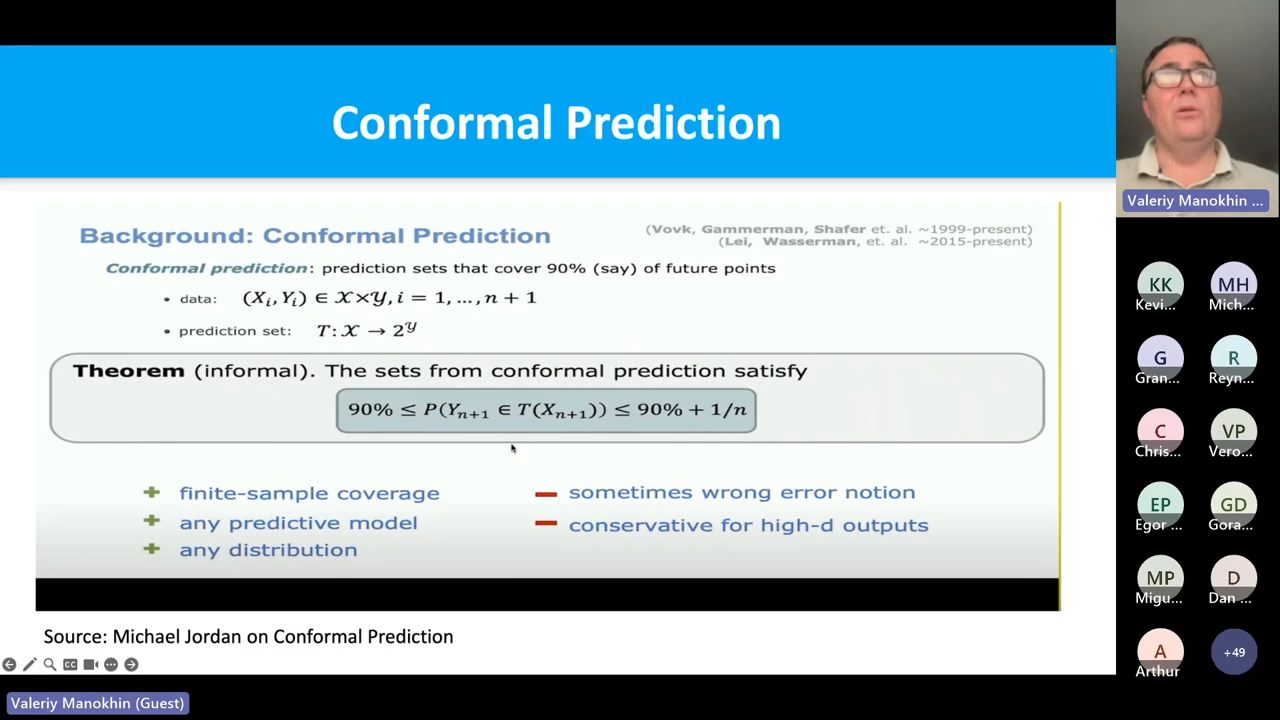 Conformal Prediction
Background: Conformal Prediction
(Vovk, Gammerman, Shafer et. al. ~1999-present)
(Lei, Wasserman, et. al. ~2015-present)
Conformal prediction: prediction sets that cover 90% (say) of future points
• data: (Xᵢ, Yᵢ) ∈ 𝒳×𝒴, i = 1, …, n + 1
• prediction set: T: 𝒳 → 2^𝒴
Theorem (informal). The sets from conformal prediction satisfy
90% ≤ P(Yₙ₊₁ ∈ T(Xₙ₊₁)) ≤ 90% + 1/n
+ finite-sample coverage
+ any predictive model
+ any distribution
− sometimes wrong error notion
− conservative for high-d outputs
Source: Michael Jordan on Conformal Prediction
CC
Valeriy Manokhin (Guest)
Valeriy Manokhin ...
KK
Kevi...
MH
Mich...
G
Gran...
R
Reyn...
C
Chris...
VP
Vero...
EP
Egor ...
GD
Gora...
MP
Migu...
D
Dan ...
A
Arthur
+49